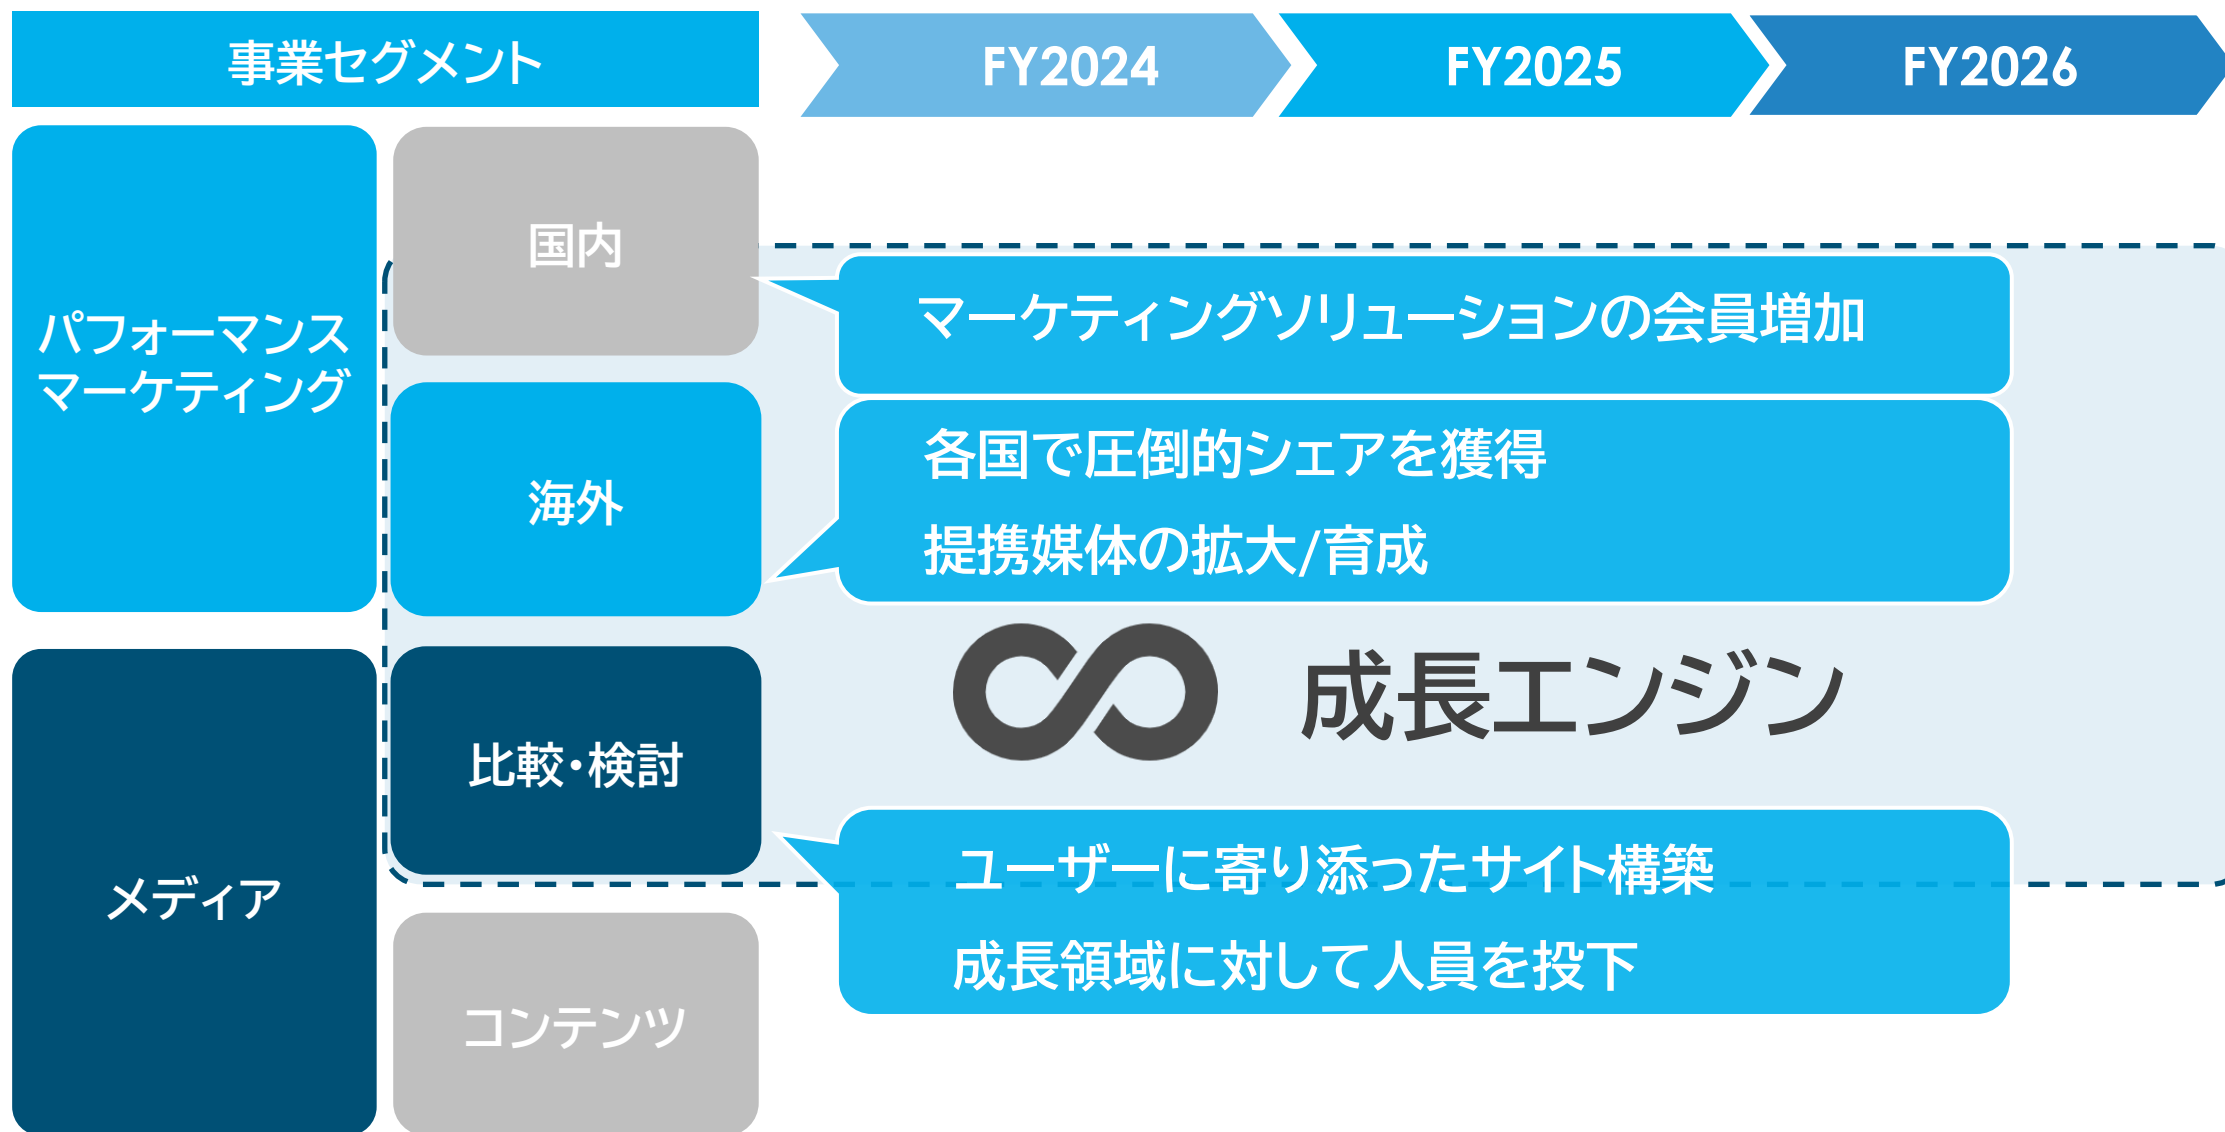 事業セグメント
FY2024
FY2025
FY2026
パフォーマンス
マーケティング
国内
マーケティングソリューションの会員増加
海外
各国で圧倒的シェアを獲得
提携媒体の拡大/育成
成長エンジン
メディア
比較・検討
ユーザーに寄り添ったサイト構築
成長領域に対して人員を投下
コンテンツ